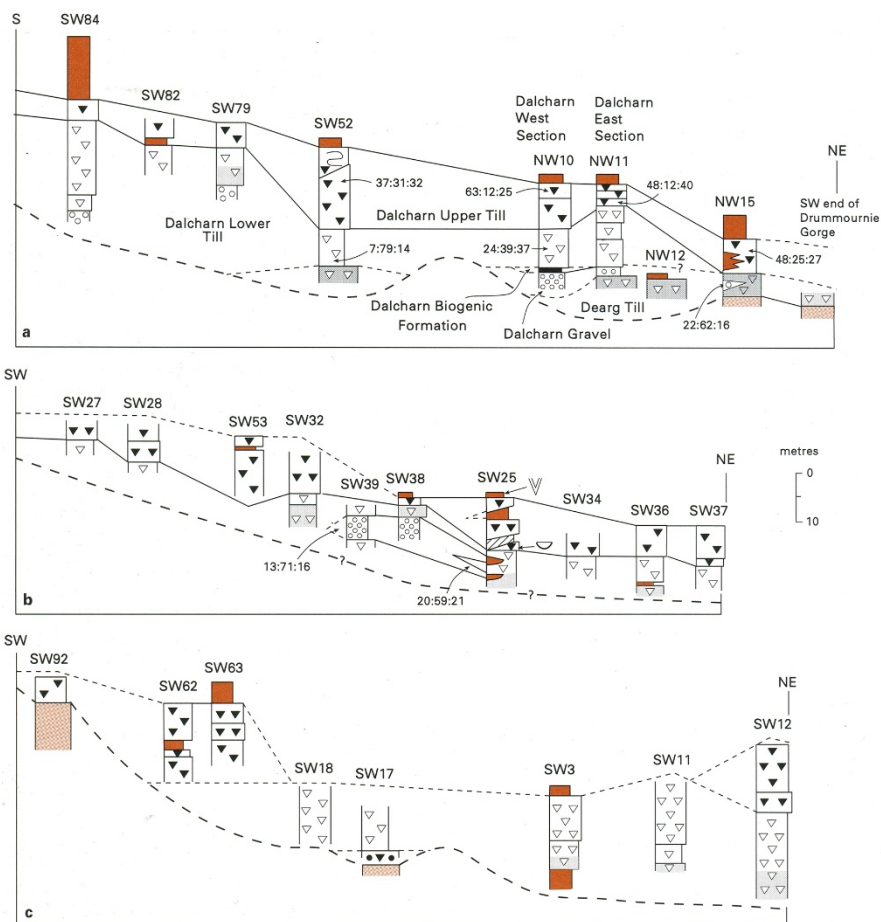 S
SW84
SW82
SW79
SW52
37:31:32
7:79:14
Dalcharn Lower
Till
Dalcharn Upper Till
Dalcharn
West
Section
NW10
63:12:25
24:39:37
Dalcharn
East
Section
NW11
48:12:40
NW12
?
NW15
48:25:27
22:62:16
NE
SW end of
Drummournie
Gorge
Dalcharn Biogenic
Formation
Dalcharn Gravel
Dearg Till
a
SW
SW27
SW28
SW53
SW32
SW39
SW38
SW25
SW34
SW36
SW37
NE
13:71:16
?
20:59:21
?
metres
0
10
b
SW
SW92
SW62
SW63
SW18
SW17
SW3
SW11
SW12
NE
c